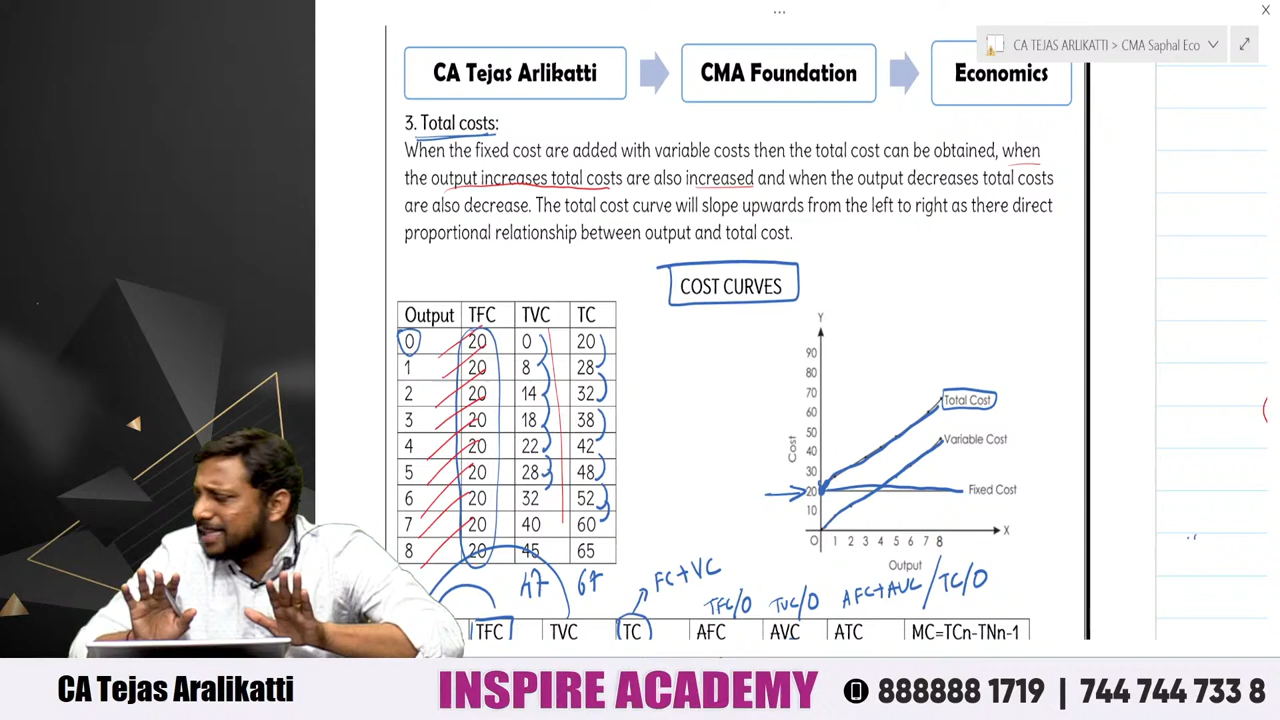 ...
X
CA TEJAS ARLIKATTI > CMA Saphal Eco
CA Tejas Arlikatti
CMA Foundation
Economics
3. Total costs:
When the fixed cost are added with variable costs then the total cost can be obtained, when
the output increases total costs are also increased and when the output decreases total costs
are also decrease. The total cost curve will slope upwards from the left to right as there direct
proportional relationship between output and total cost.
COST CURVES
Output TFC TVC TC
0 20 0 20
1 20 8 28
2 20 14 32
3 20 18 38
4 20 22 42
5 20 28 48
6 20 32 52
7 20 40 60
8 20 45 65
47 67
Y
90
80
70
60
50
40
30
20
10
O 1 2 3 4 5 6 7 8
X
Cost
Output
Total Cost
Variable Cost
Fixed Cost
FC+VC
TFC/O TVC/O AFC+AVC/TC/O
TFC TVC TC AFC AVC ATC MC=TCn-TNn-1
CA Tejas Aralikatti
INSPIRE ACADEMY
888888 1719 | 744 744 733 8